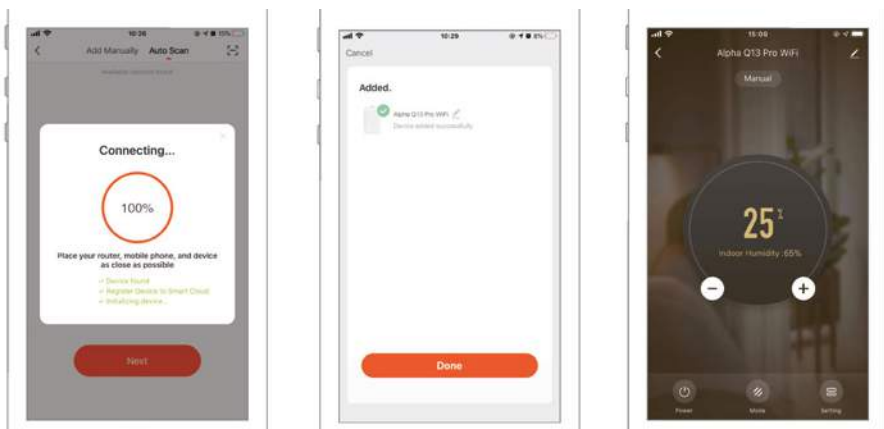 10:28
15%
Add Manually Auto Scan
Connecting...
100%
Place your router, mobile phone, and device
as close as possible
Device found
Register Device to Smart Cloud
Initializing device...
Next
10:29
8%
Cancel
Added.
Alpha Q13 Pro WiFi
Device added successfully
Done
15:09
Alpha Q13 Pro WiFi
Manual
25%
Indoor Humidity :65%
Power Mode Setting